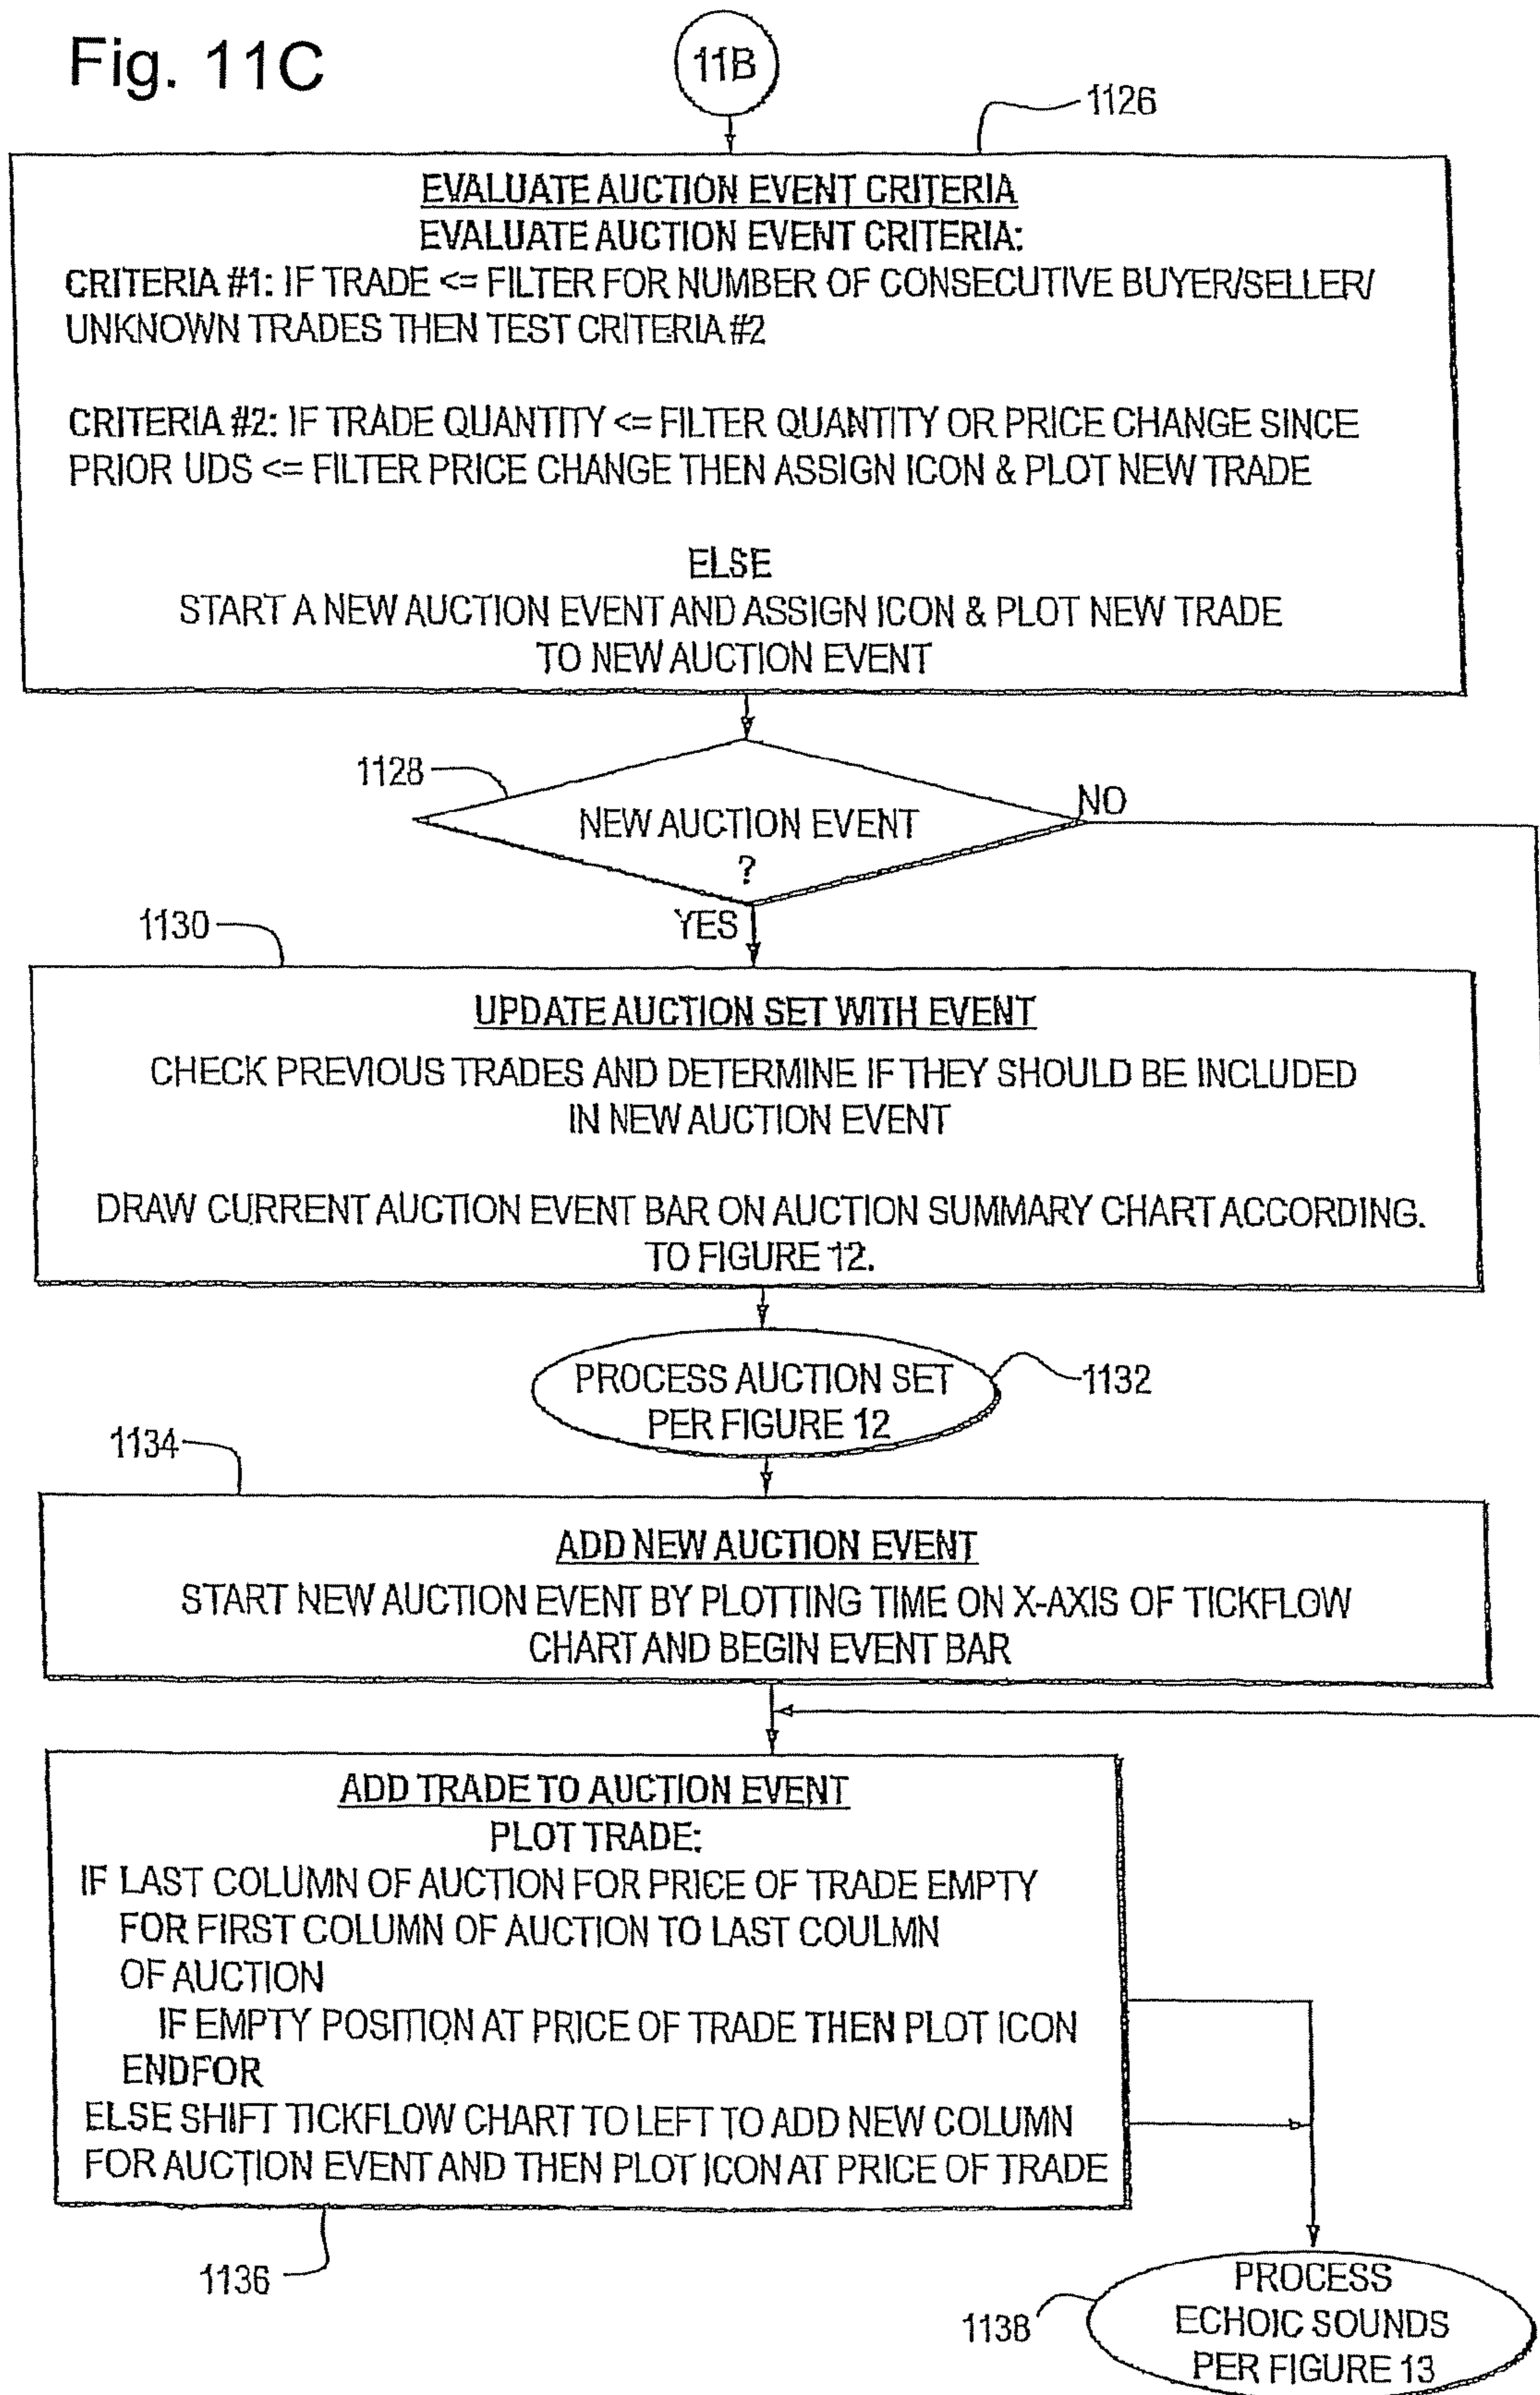 Fig. 11C
11B
1126
EVALUATE AUCTION EVENT CRITERIA
EVALUATE AUCTION EVENT CRITERIA:
CRITERIA #1: IF TRADE <= FILTER FOR NUMBER OF CONSECUTIVE BUYER/SELLER/
UNKNOWN TRADES THEN TEST CRITERIA #2
CRITERIA #2: IF TRADE QUANTITY <= FILTER QUANTITY OR PRICE CHANGE SINCE
PRIOR UDS <= FILTER PRICE CHANGE THEN ASSIGN ICON & PLOT NEW TRADE
ELSE
START A NEW AUCTION EVENT AND ASSIGN ICON & PLOT NEW TRADE
TO NEW AUCTION EVENT
1128
NEW AUCTION EVENT
?
NO
YES
1130
UPDATE AUCTION SET WITH EVENT
CHECK PREVIOUS TRADES AND DETERMINE IF THEY SHOULD BE INCLUDED
IN NEW AUCTION EVENT
DRAW CURRENT AUCTION EVENT BAR ON AUCTION SUMMARY CHART ACCORDING.
TO FIGURE 12.
PROCESS AUCTION SET
PER FIGURE 12
1132
1134
ADD NEW AUCTION EVENT
START NEW AUCTION EVENT BY PLOTTING TIME ON X-AXIS OF TICKFLOW
CHART AND BEGIN EVENT BAR
ADD TRADE TO AUCTION EVENT
PLOT TRADE:
IF LAST COLUMN OF AUCTION FOR PRICE OF TRADE EMPTY
FOR FIRST COLUMN OF AUCTION TO LAST COULMN
OF AUCTION
IF EMPTY POSITION AT PRICE OF TRADE THEN PLOT ICON
ENDFOR
ELSE SHIFT TICKFLOW CHART TO LEFT TO ADD NEW COLUMN
FOR AUCTION EVENT AND THEN PLOT ICON AT PRICE OF TRADE
1136
1138
PROCESS
ECHOIC SOUNDS
PER FIGURE 13